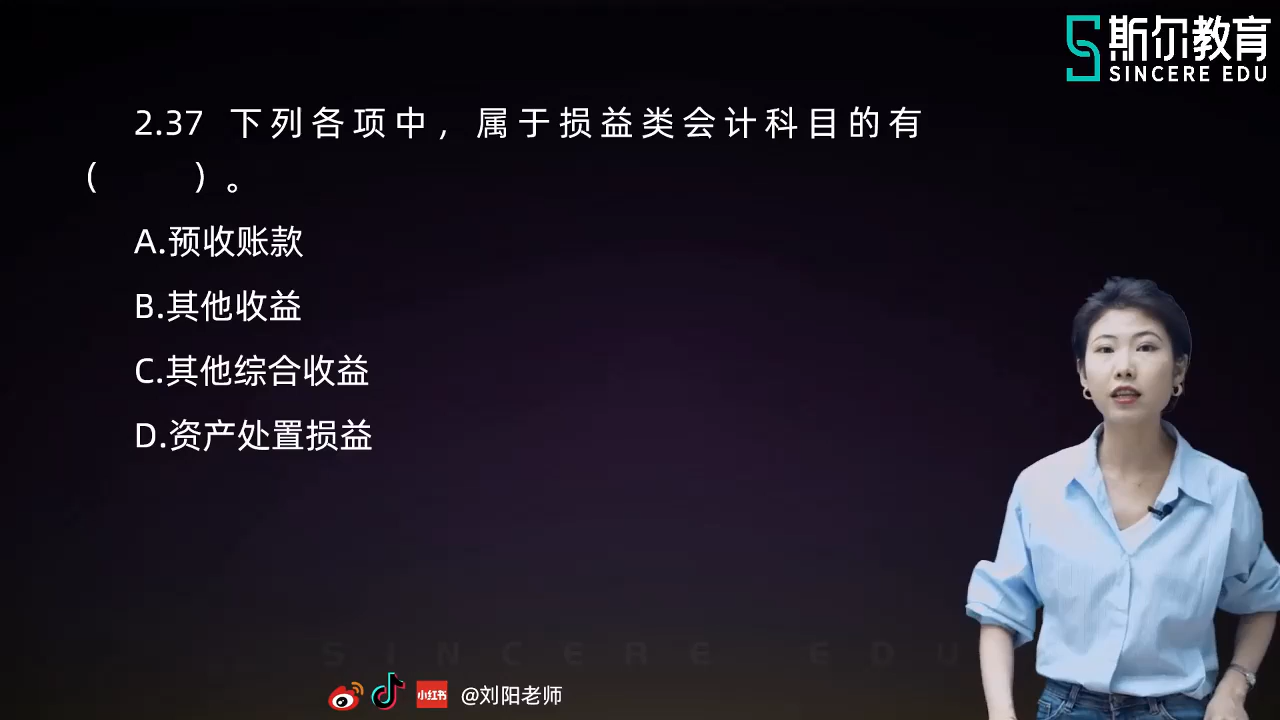 斯尔教育
SINCERE EDU
2.37 下列各项中，属于损益类会计科目的有
（ ）。
A.预收账款
B.其他收益
C.其他综合收益
D.资产处置损益
SINCERE EDU
小红书 @刘阳老师